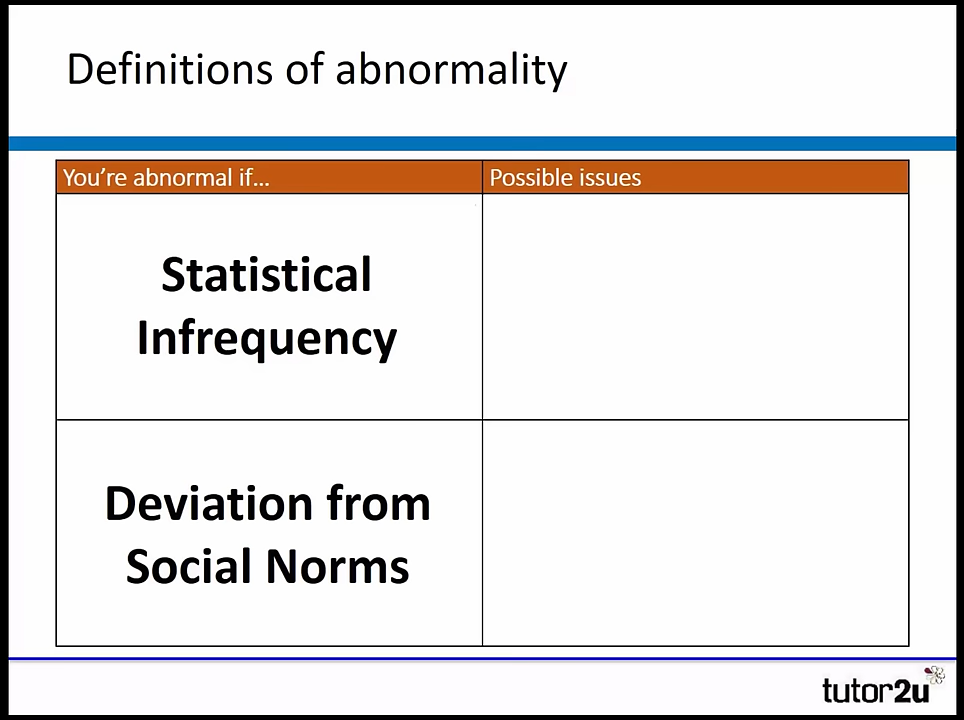 Definitions of abnormality
You’re abnormal if…
Possible issues
Statistical
Infrequency
Deviation from
Social Norms
tutor2u